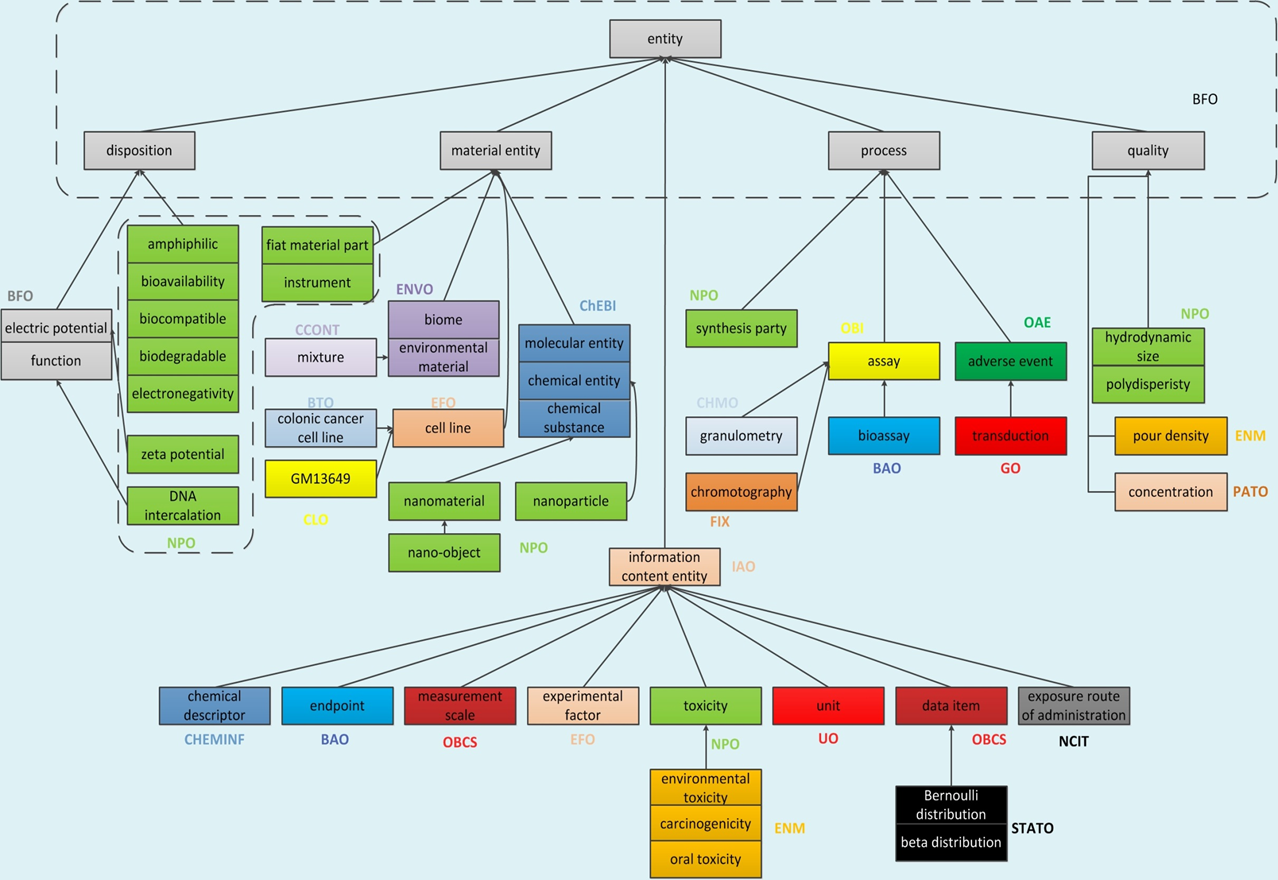 entity
BFO
disposition
material entity
process
quality
amphiphilic
bioavailability
biocompatible
biodegradable
electronegativity
zeta potential
DNA
intercalation
NPO
BFO
electric potential
function
fiat material part
instrument
ENVO
biome
environmental
material
CCONT
mixture
ChEBI
molecular entity
chemical entity
chemical
substance
BTO
colonic cancer
cell line
EFO
cell line
GM13649
CLO
nanomaterial
nanoparticle
nano-object
NPO
NPO
synthesis party
OBI
assay
OAE
adverse event
CHMO
granulometry
bioassay
BAO
transduction
GO
chromotography
FIX
NPO
hydrodynamic
size
polydisperisty
pour density
ENM
concentration
PATO
information
content entity
IAO
chemical
descriptor
CHEMINF
endpoint
BAO
measurement
scale
OBCS
experimental
factor
EFO
toxicity
NPO
unit
UO
data item
OBCS
exposure route
of administration
NCIT
environmental
toxicity
carcinogenicity
oral toxicity
ENM
Bernoulli
distribution
beta distribution
STATO